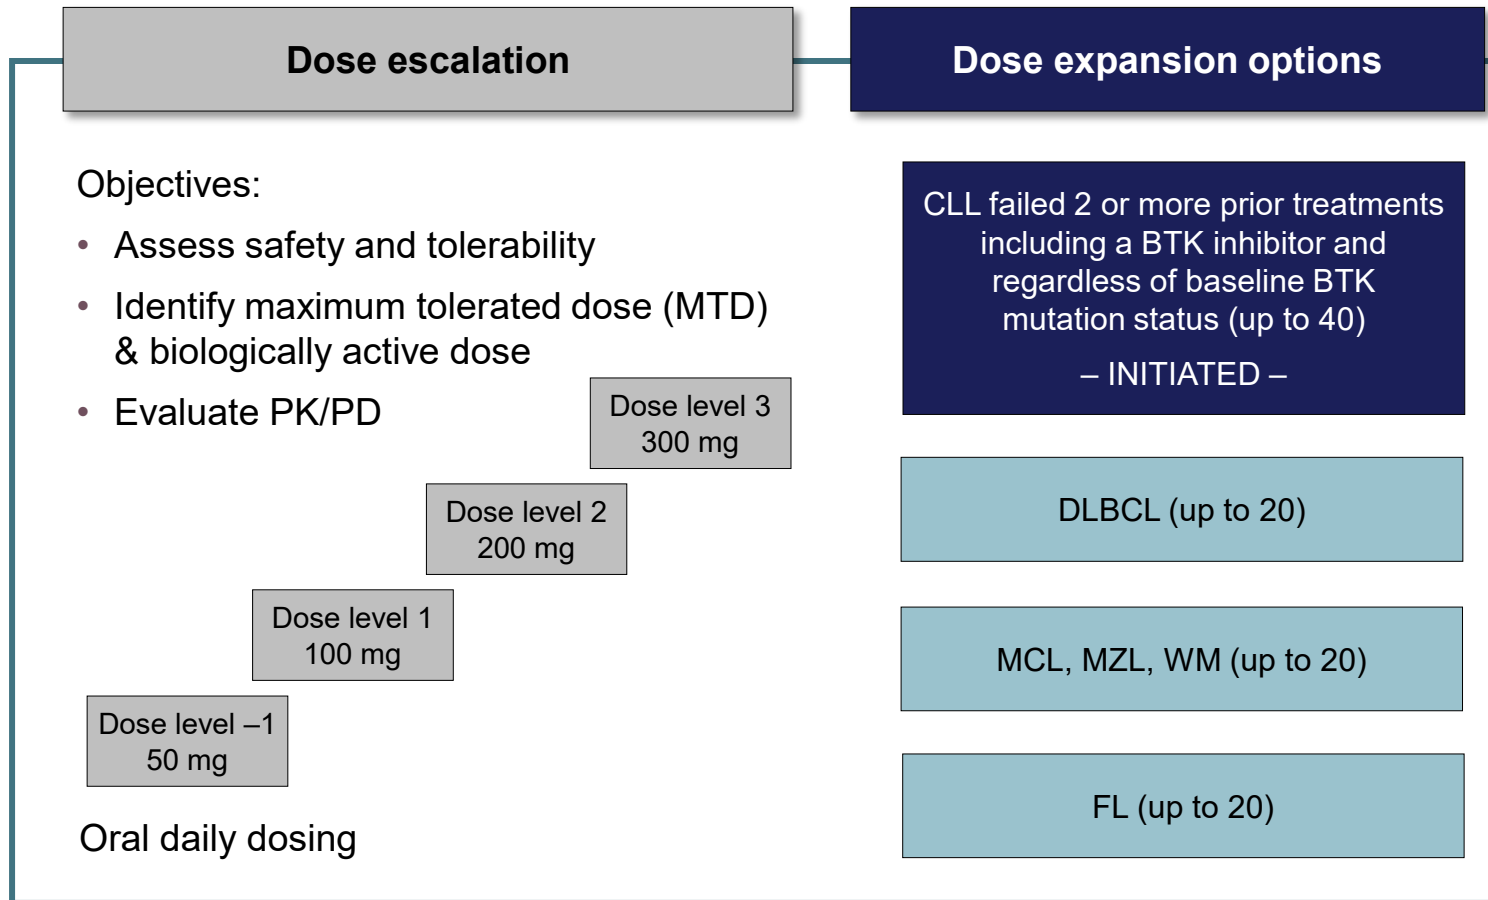 Dose escalation
Objectives:
• Assess safety and tolerability
• Identify maximum tolerated dose (MTD)
& biologically active dose
• Evaluate PK/PD
Dose level 3
300 mg
Dose level 2
200 mg
Dose level 1
100 mg
Dose level –1
50 mg
Oral daily dosing
Dose expansion options
CLL failed 2 or more prior treatments
including a BTK inhibitor and
regardless of baseline BTK
mutation status (up to 40)
– INITIATED –
DLBCL (up to 20)
MCL, MZL, WM (up to 20)
FL (up to 20)